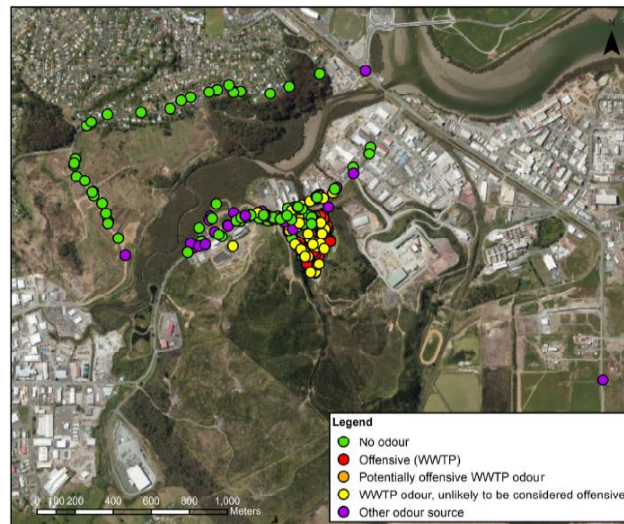 N
Legend
No odour
Offensive (WWTP)
Potentially offensive WWTP odour
WWTP odour, unlikely to be considered offensive
Other odour source
0 100 200 400 600 800 1,000
Meters